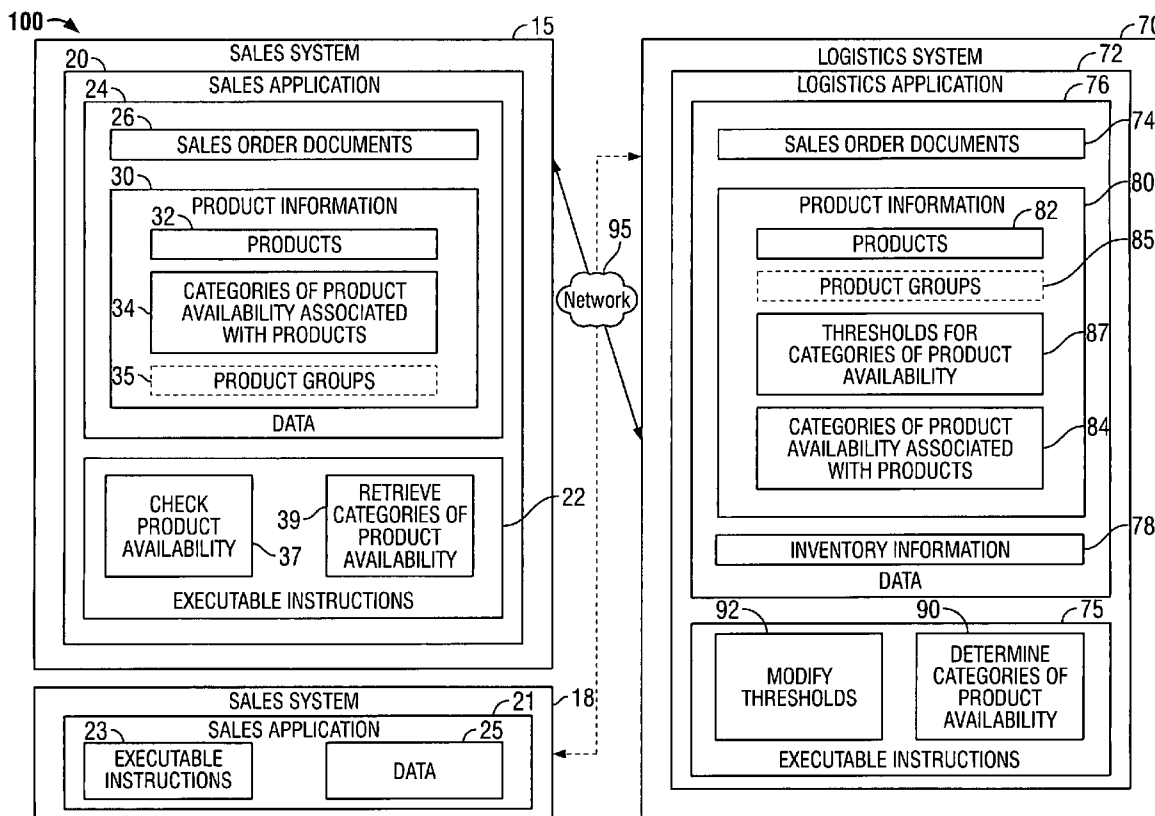 100
15
SALES SYSTEM
20
SALES APPLICATION
24
26
SALES ORDER DOCUMENTS
30
PRODUCT INFORMATION
32
PRODUCTS
34
CATEGORIES OF PRODUCT
AVAILABILITY ASSOCIATED
WITH PRODUCTS
35
PRODUCT GROUPS
DATA
CHECK
PRODUCT
AVAILABILITY
37
39
RETRIEVE
CATEGORIES OF
PRODUCT
AVAILABILITY
22
EXECUTABLE INSTRUCTIONS
SALES SYSTEM
18
21
SALES APPLICATION
23
EXECUTABLE
INSTRUCTIONS
25
DATA
95
Network
70
LOGISTICS SYSTEM
72
LOGISTICS APPLICATION
76
74
SALES ORDER DOCUMENTS
80
PRODUCT INFORMATION
82
PRODUCTS
85
PRODUCT GROUPS
THRESHOLDS FOR
CATEGORIES OF PRODUCT
AVAILABILITY
87
CATEGORIES OF PRODUCT
AVAILABILITY ASSOCIATED
WITH PRODUCTS
84
78
INVENTORY INFORMATION
DATA
92
90
75
MODIFY
THRESHOLDS
DETERMINE
CATEGORIES OF
PRODUCT
AVAILABILITY
EXECUTABLE INSTRUCTIONS